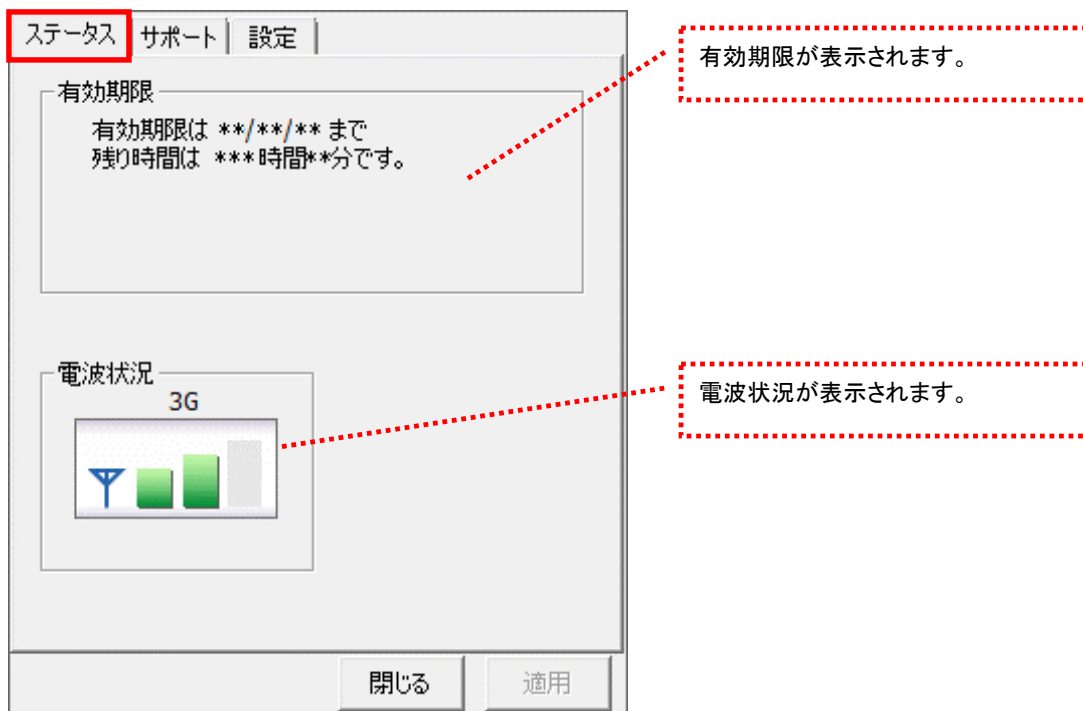 ステータス サポート 設定
有効期限が表示されます。
有効期限
有効期限は **/**/** まで
残り時間は ***時間**分です。
電波状況
3G
電波状況が表示されます。
閉じる 適用